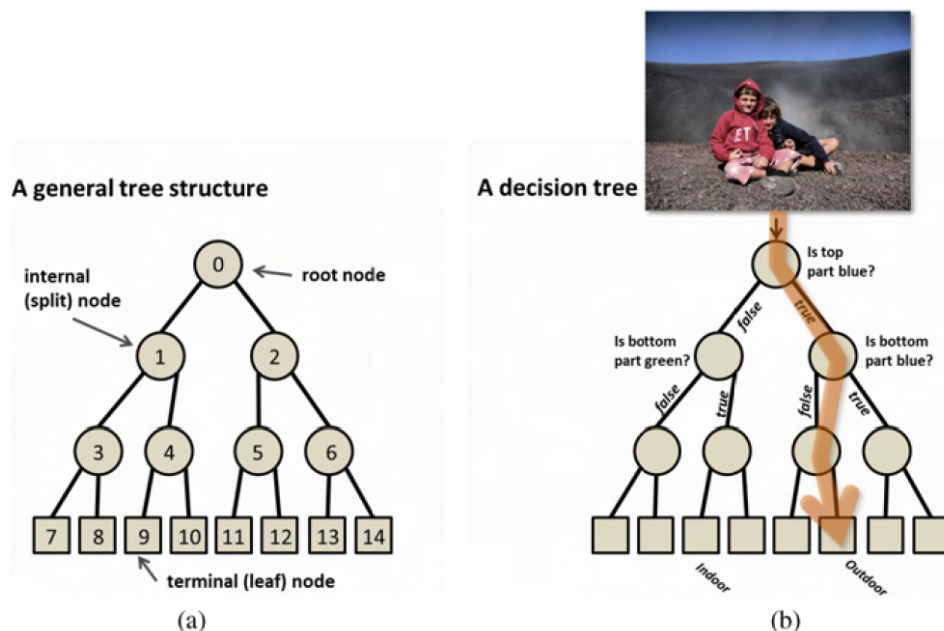 A general tree structure
internal
(split) node
root node
0
1
2
3
4
5
6
7
8
9
10
11
12
13
14
terminal (leaf) node
(a)
A decision tree
E T
Is top
part blue?
false
true
Is bottom
part green?
Is bottom
part blue?
false
true
false
true
Indoor
Outdoor
(b)